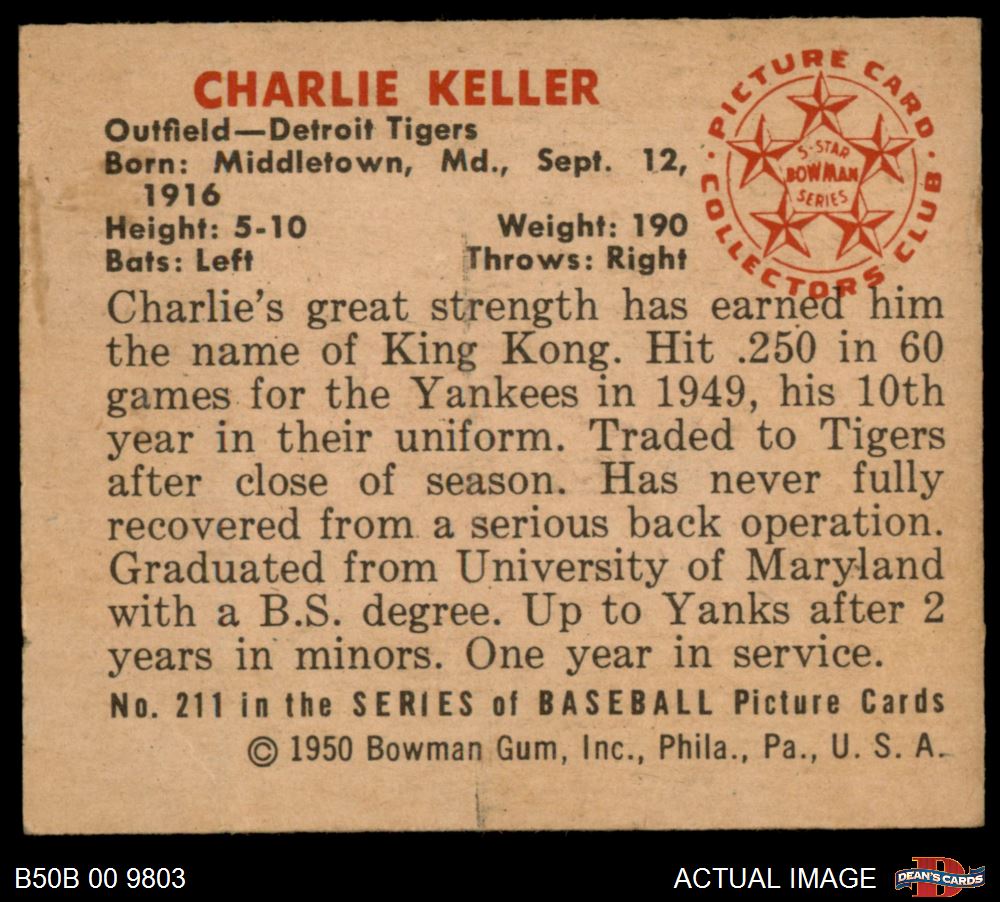 CHARLIE KELLER
Outfield—Detroit Tigers
Born: Middletown, Md., Sept. 12,
1916
Height: 5-10 Weight: 190
Bats: Left Throws: Right
PICTURE CARD
COLLECTORS CLUB
5-STAR
BOWMAN
SERIES
Charlie's great strength has earned him
the name of King Kong. Hit .250 in 60
games for the Yankees in 1949, his 10th
year in their uniform. Traded to Tigers
after close of season. Has never fully
recovered from a serious back operation.
Graduated from University of Maryland
with a B.S. degree. Up to Yanks after 2
years in minors. One year in service.
No. 211 in the SERIES of BASEBALL Picture Cards
© 1950 Bowman Gum, Inc., Phila., Pa., U. S. A.
B50B 00 9803
ACTUAL IMAGE
D
DEAN'S CARDS